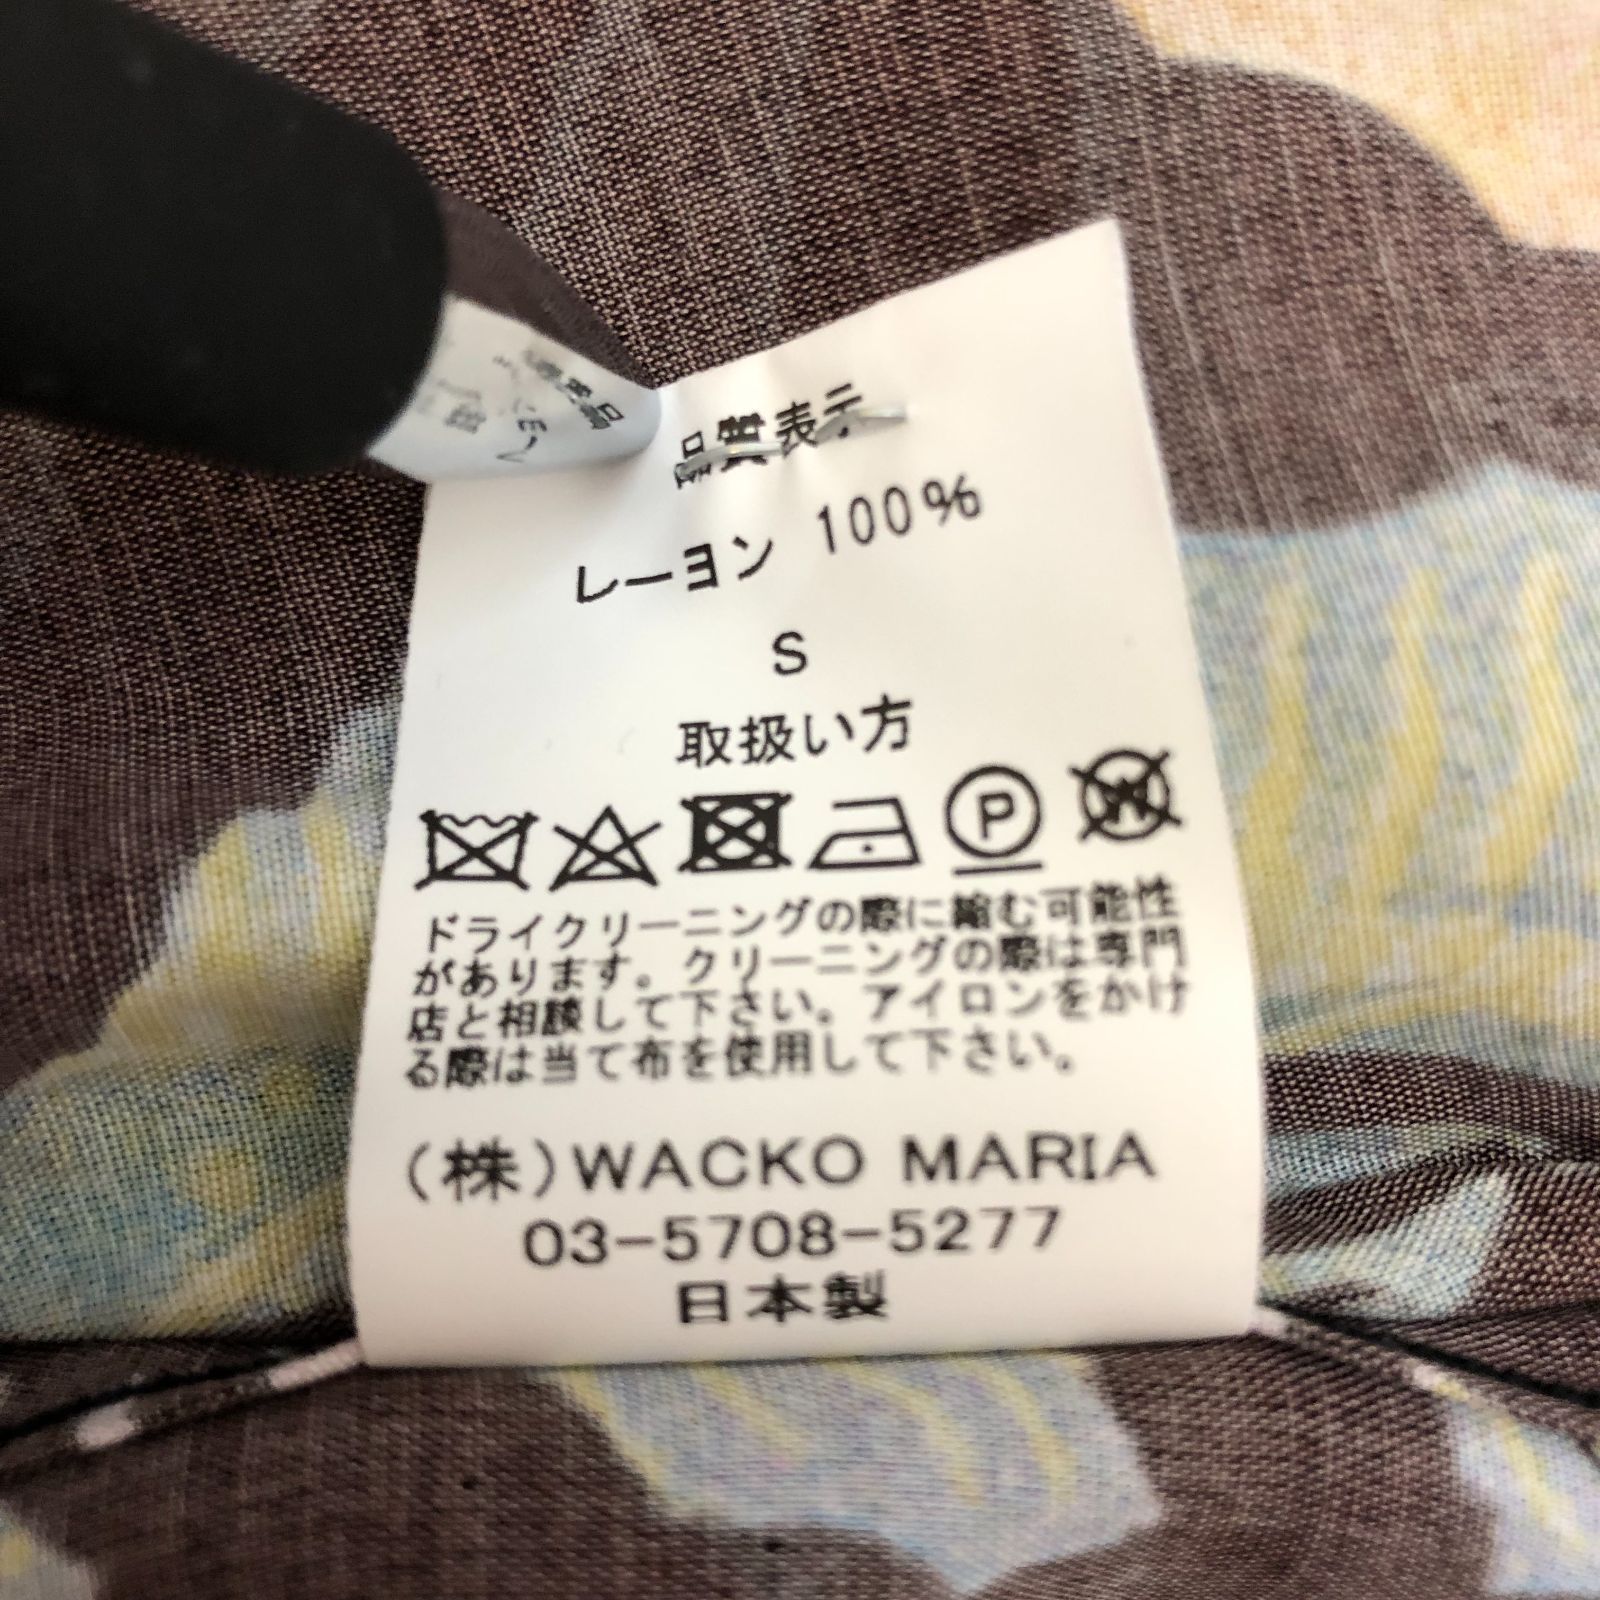 品質表示
レーヨン 100%
S
取扱い方
P W
ドライクリーニングの際に縮む可能性
があります。クリーニングの際は専門
店と相談して下さい。アイロンをかけ
る際は当て布を使用して下さい。
(株)WACKO MARIA
03-5708-5277
日本製